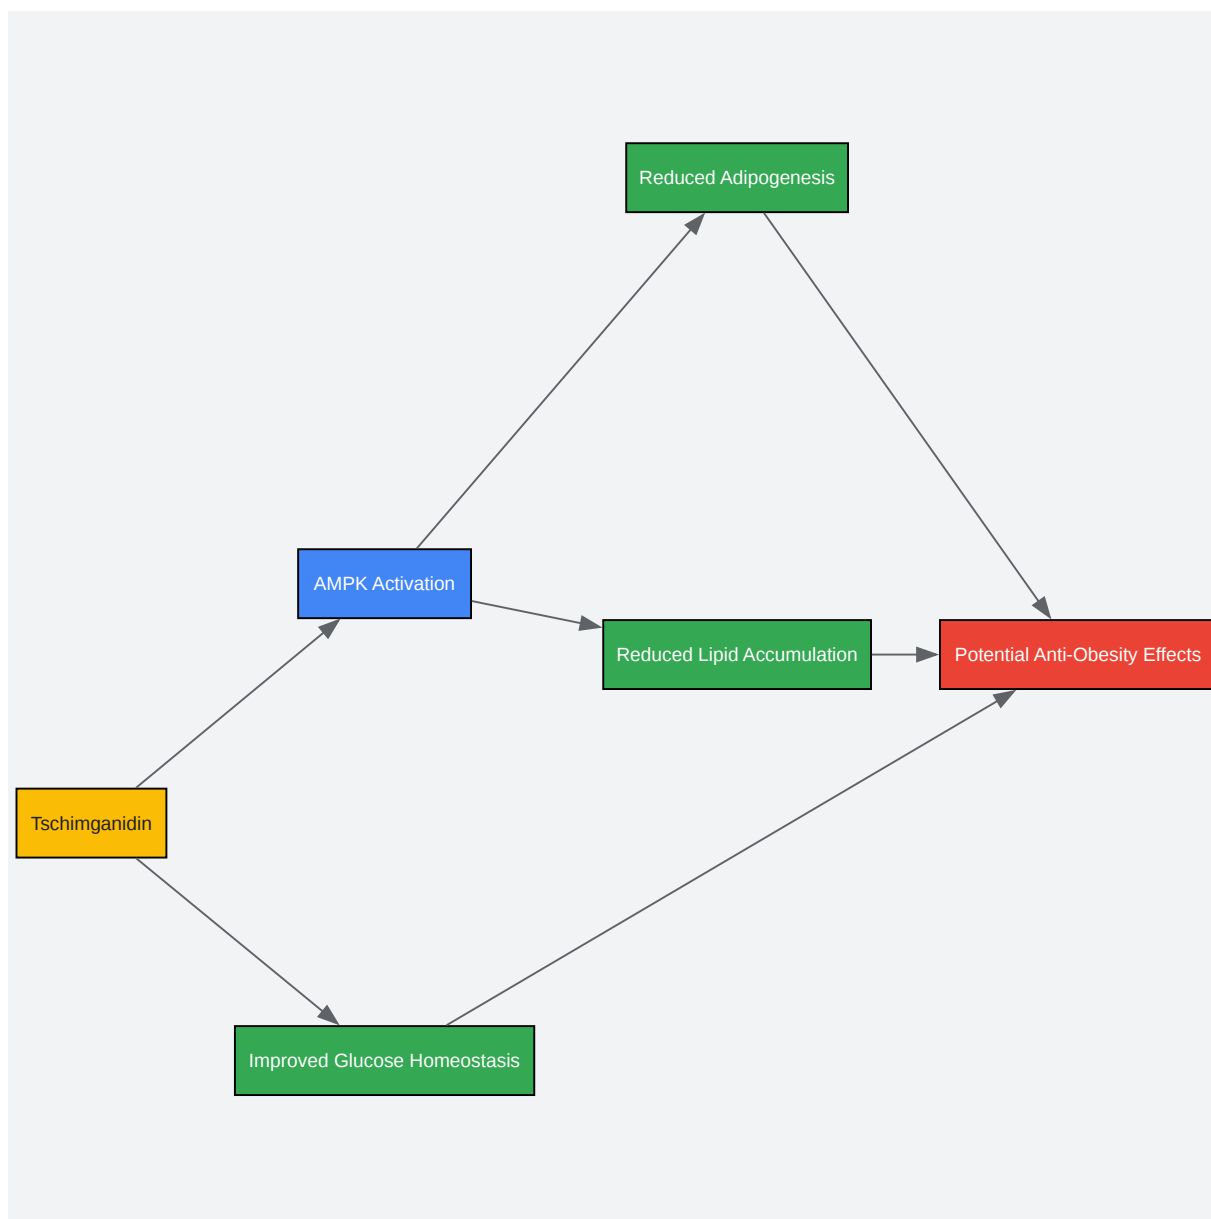 Reduced Adipogenesis
AMPK Activation
Reduced Lipid Accumulation
Potential Anti-Obesity Effects
Tschimganidin
Improved Glucose Homeostasis